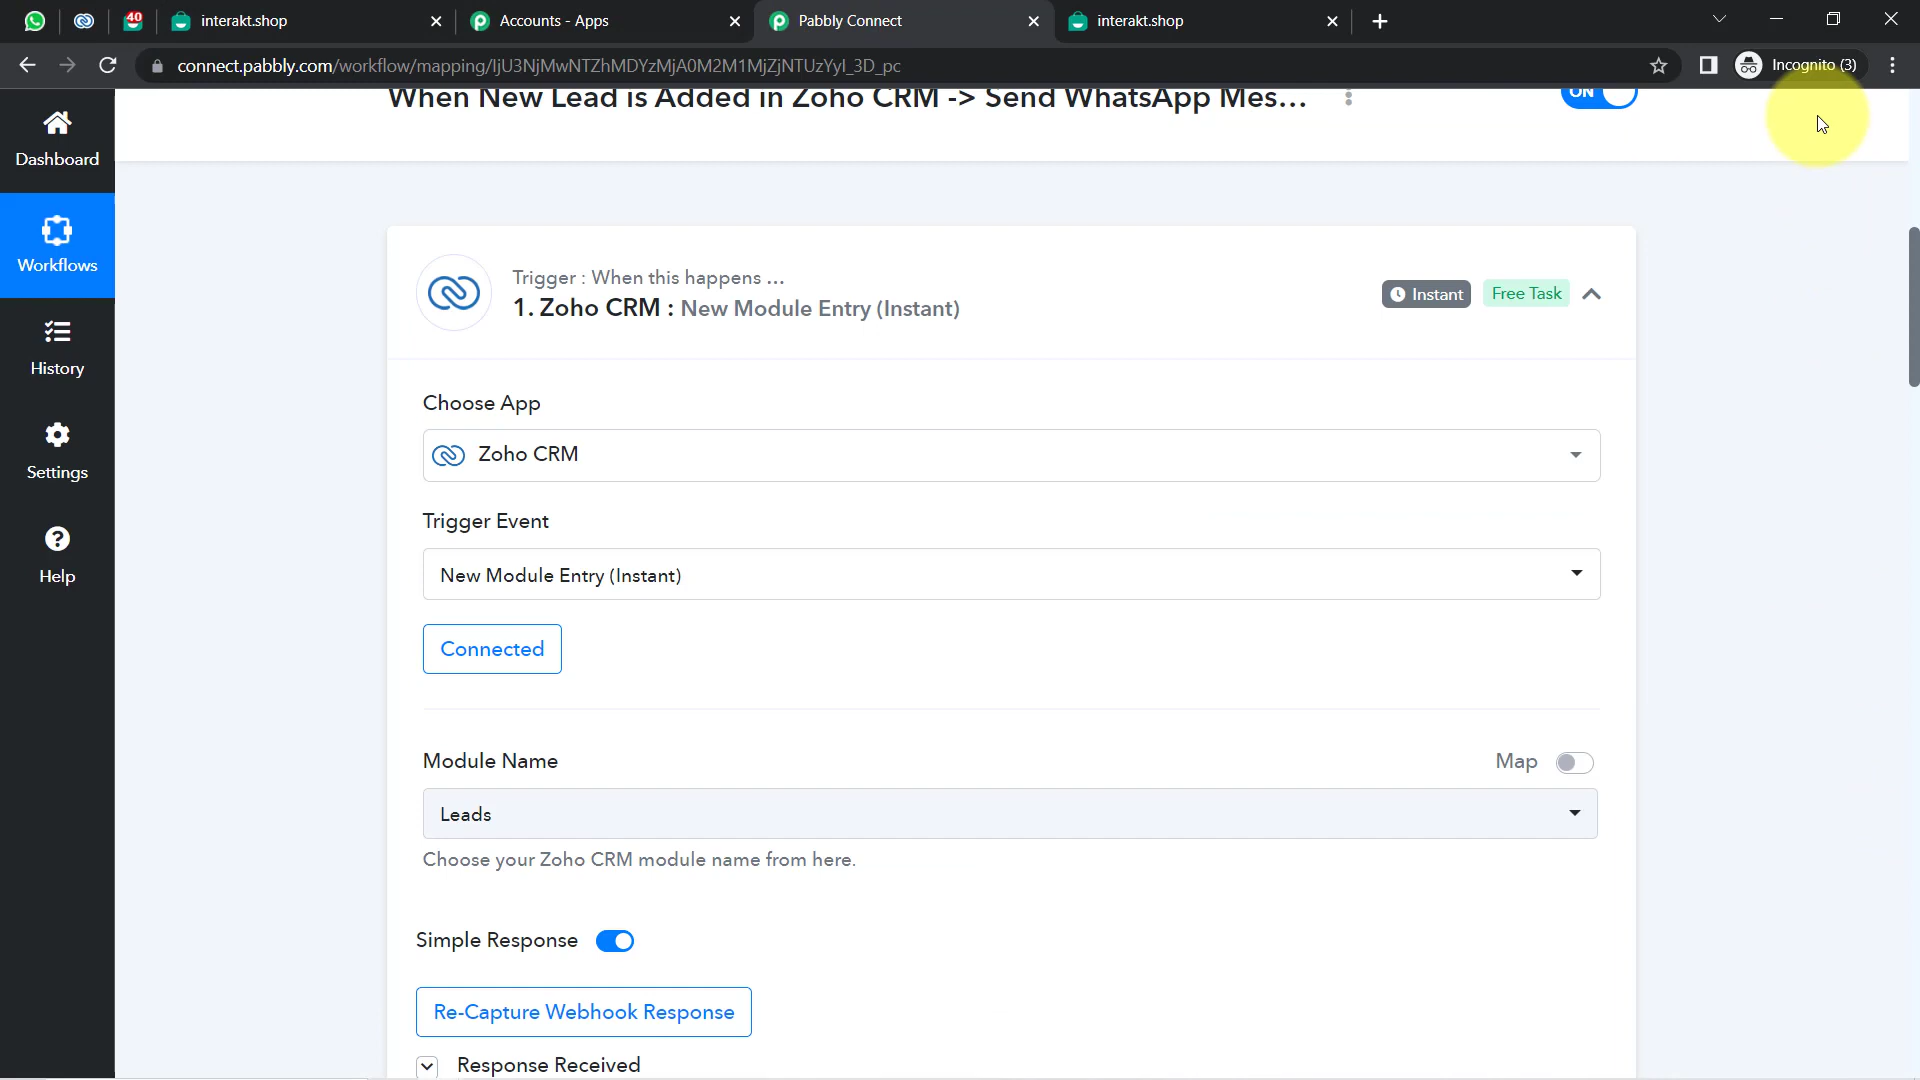 40
interakt.shop
Accounts - Apps
Pabbly Connect
interakt.shop
connect.pabbly.com/workflow/mapping/IjU3NjMwNTZhMDYzMjA0M2M1MjZjNTUzYyI_3D_pc
Incognito (3)
When New Lead is Added in Zoho CRM -> Send WhatsApp Mes...
ON
Dashboard
Workflows
History
Settings
Help
Trigger : When this happens ...
1. Zoho CRM : New Module Entry (Instant)
Instant
Free Task
Choose App
Zoho CRM
Trigger Event
New Module Entry (Instant)
Connected
Module Name
Map
Leads
Choose your Zoho CRM module name from here.
Simple Response
Re-Capture Webhook Response
Response Received